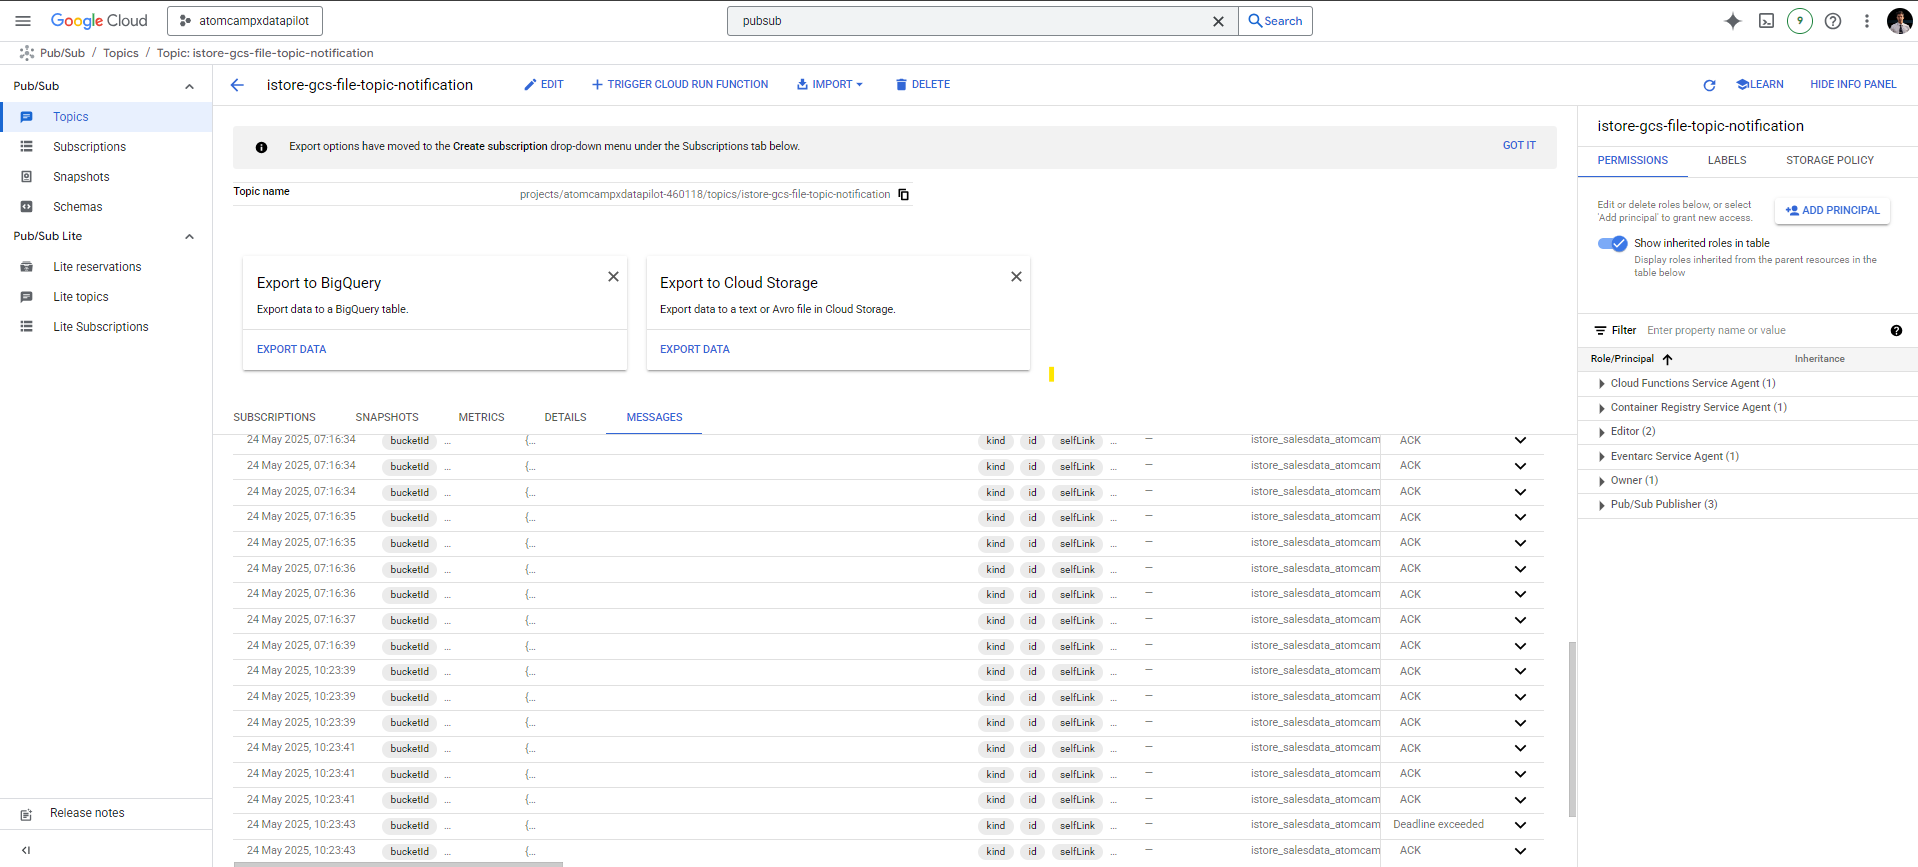 Google Cloud
atomcampxdatapilot
pubsub
Search
9
Pub/Sub / Topics / Topic: istore-gcs-file-topic-notification
Pub/Sub
Topics
Subscriptions
Snapshots
Schemas
Pub/Sub Lite
Lite reservations
Lite topics
Lite Subscriptions
Release notes
istore-gcs-file-topic-notification
EDIT
TRIGGER CLOUD RUN FUNCTION
IMPORT
DELETE
LEARN
HIDE INFO PANEL
Export options have moved to the Create subscription drop-down menu under the Subscriptions tab below.
GOT IT
Topic name
projects/atomcampxdatapilot-460118/topics/istore-gcs-file-topic-notification
Export to BigQuery
Export data to a BigQuery table.
EXPORT DATA
Export to Cloud Storage
Export data to a text or Avro file in Cloud Storage.
EXPORT DATA
SUBSCRIPTIONS SNAPSHOTS METRICS DETAILS MESSAGES
24 May 2025, 07:16:34 bucketId ... {... kind id selfLink ... — istore_salesdata_atomcam ACK
24 May 2025, 07:16:34 bucketId ... {... kind id selfLink ... — istore_salesdata_atomcam ACK
24 May 2025, 07:16:34 bucketId ... {... kind id selfLink ... — istore_salesdata_atomcam ACK
24 May 2025, 07:16:35 bucketId ... {... kind id selfLink ... — istore_salesdata_atomcam ACK
24 May 2025, 07:16:35 bucketId ... {... kind id selfLink ... — istore_salesdata_atomcam ACK
24 May 2025, 07:16:36 bucketId ... {... kind id selfLink ... — istore_salesdata_atomcam ACK
24 May 2025, 07:16:36 bucketId ... {... kind id selfLink ... — istore_salesdata_atomcam ACK
24 May 2025, 07:16:37 bucketId ... {... kind id selfLink ... — istore_salesdata_atomcam ACK
24 May 2025, 07:16:39 bucketId ... {... kind id selfLink ... — istore_salesdata_atomcam ACK
24 May 2025, 10:23:39 bucketId ... {... kind id selfLink ... — istore_salesdata_atomcam ACK
24 May 2025, 10:23:39 bucketId ... {... kind id selfLink ... — istore_salesdata_atomcam ACK
24 May 2025, 10:23:39 bucketId ... {... kind id selfLink ... — istore_salesdata_atomcam ACK
24 May 2025, 10:23:41 bucketId ... {... kind id selfLink ... — istore_salesdata_atomcam ACK
24 May 2025, 10:23:41 bucketId ... {... kind id selfLink ... — istore_salesdata_atomcam ACK
24 May 2025, 10:23:41 bucketId ... {... kind id selfLink ... — istore_salesdata_atomcam ACK
24 May 2025, 10:23:43 bucketId ... {... kind id selfLink ... — istore_salesdata_atomcam Deadline exceeded
24 May 2025, 10:23:43 bucketId ... {... kind id selfLink ... — istore_salesdata_atomcam ACK
istore-gcs-file-topic-notification
PERMISSIONS LABELS STORAGE POLICY
Edit or delete roles below, or select
'Add principal' to grant new access.
ADD PRINCIPAL
Show inherited roles in table
Display roles inherited from the parent resources in the
table below
Filter Enter property name or value
Role/Principal Inheritance
Cloud Functions Service Agent (1)
Container Registry Service Agent (1)
Editor (2)
Eventarc Service Agent (1)
Owner (1)
Pub/Sub Publisher (3)